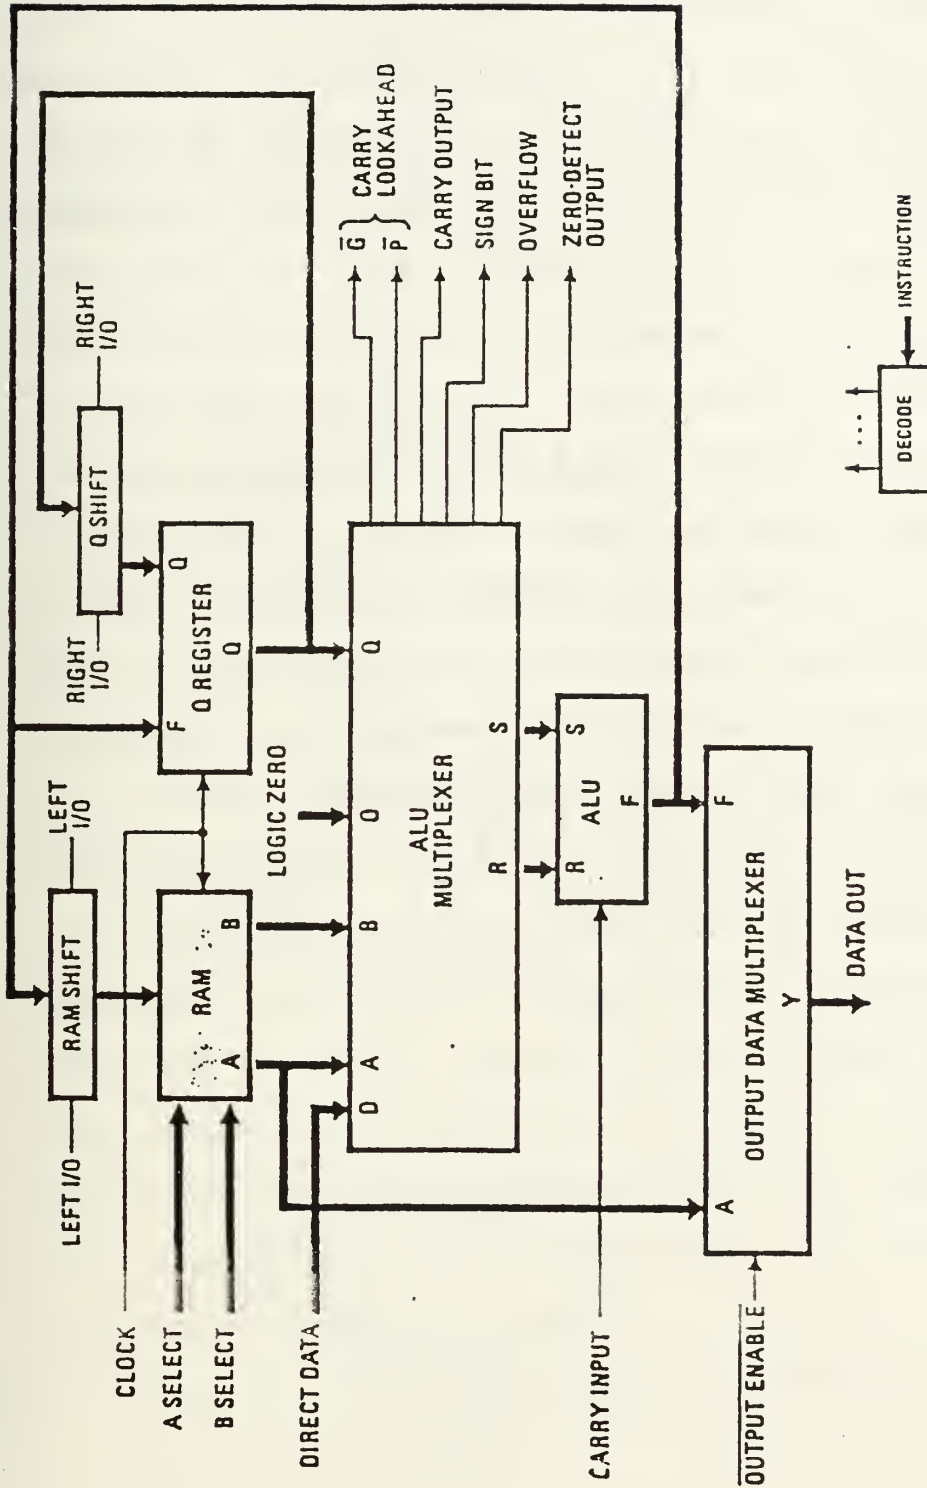 LEFT I/O
RAM SHIFT
LEFT
I/O
RIGHT
I/O
Q SHIFT
RIGHT
I/O
CLOCK
A SELECT
B SELECT
RAM
A
B
F
Q
Q REGISTER
Q
DIRECT DATA
LOGIC ZERO
D
A
B
O
Q
ALU
MULTIPLEXER
R
S
G
P
CARRY
LOOKAHEAD
CARRY OUTPUT
SIGN BIT
OVERFLOW
ZERO-DETECT
OUTPUT
CARRY INPUT
R
S
ALU
F
OUTPUT ENABLE
A
F
OUTPUT DATA MULTIPLEXER
Y
DATA OUT
DECODE
INSTRUCTION